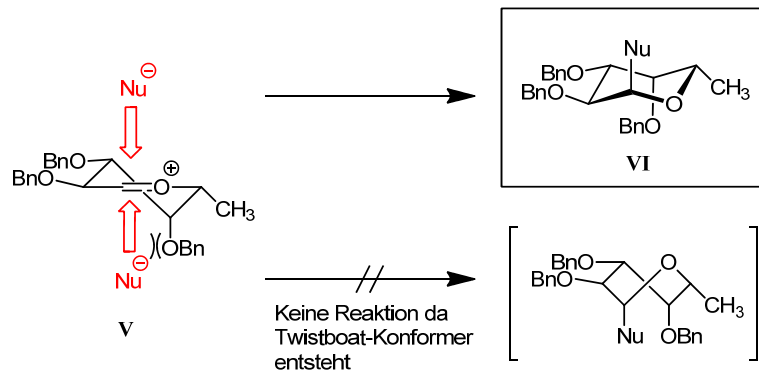 Nu⊖
BnO
BnO
O⊕
CH₃
)(OBn
Nu⊖
V
Nu
BnO
BnO
O
CH₃
BnO
VI
Keine Reaktion da
Twistboat-Konformer
entsteht
BnO
BnO
O
CH₃
Nu
OBn